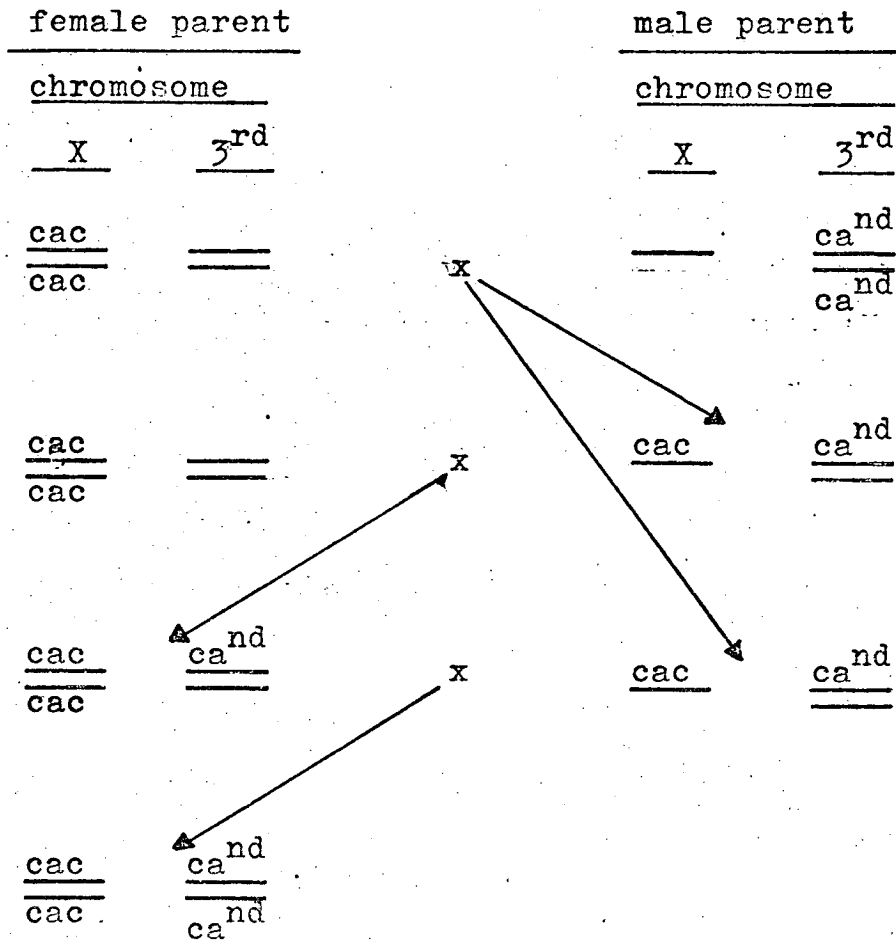 female parent male parent
chromosome chromosome
X 3rd X 3rd
cac ca^nd
cac x ca^nd
cac cac ca^nd
cac x
cac ca^nd x cac ca^nd
cac
cac ca^nd
cac ca^nd